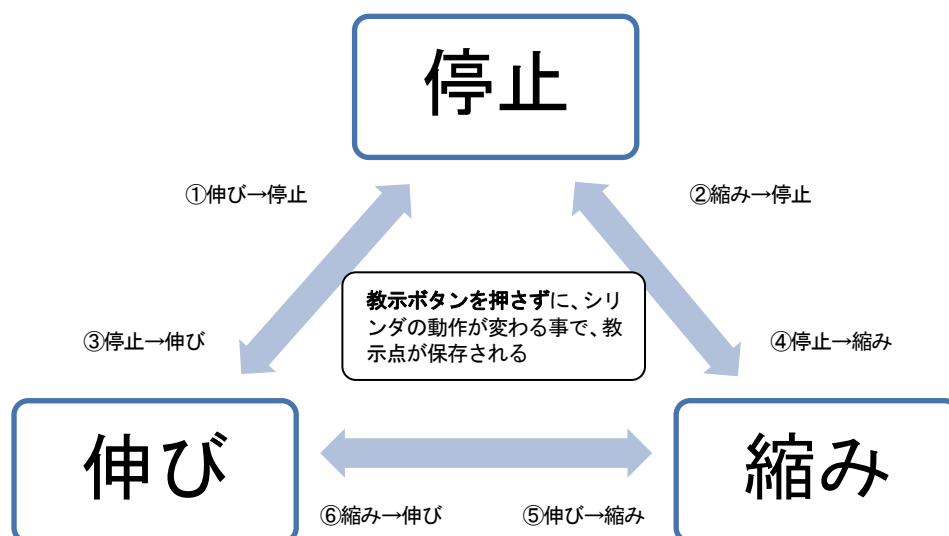 停止
①伸び→停止
②縮み→停止
教示ボタンを押さずに、シリ
ンダの動作が変わる事で、教
示点が保存される
③停止→伸び
④停止→縮み
伸び
縮み
⑥縮み→伸び
⑤伸び→縮み